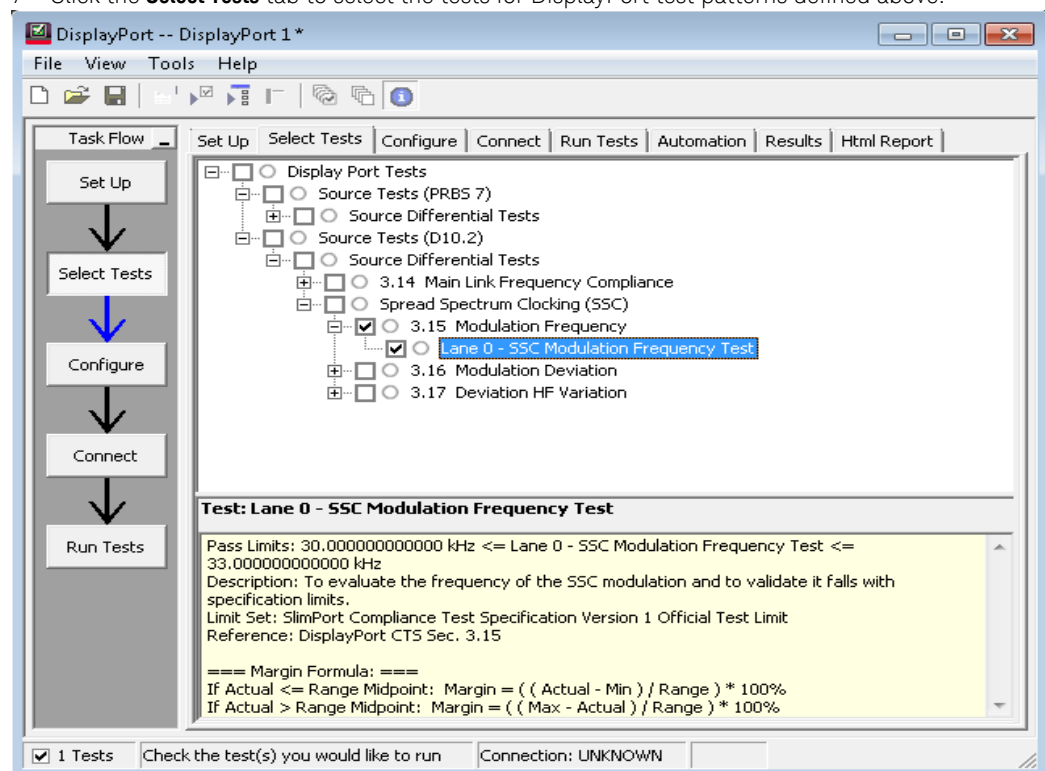 Click the Select Tests tab to select the tests for DisplayPort test patterns defined above.
DisplayPort -- DisplayPort 1*
File View Tools Help
Task Flow
Set Up
Select Tests
Configure
Connect
Run Tests
Set Up Select Tests Configure Connect Run Tests Automation Results Html Report
Display Port Tests
Source Tests (PRBS 7)
Source Differential Tests
Source Tests (D10.2)
Source Differential Tests
3.14 Main Link Frequency Compliance
Spread Spectrum Clocking (SSC)
3.15 Modulation Frequency
Lane 0 - SSC Modulation Frequency Test
3.16 Modulation Deviation
3.17 Deviation HF Variation
Test: Lane 0 - SSC Modulation Frequency Test
Pass Limits: 30.000000000000 kHz <= Lane 0 - SSC Modulation Frequency Test <=
33.000000000000 kHz
Description: To evaluate the frequency of the SSC modulation and to validate it falls with
specification limits.
Limit Set: SlimPort Compliance Test Specification Version 1 Official Test Limit
Reference: DisplayPort CTS Sec. 3.15
=== Margin Formula: ===
If Actual <= Range Midpoint: Margin = ( ( Actual - Min ) / Range ) * 100%
If Actual > Range Midpoint: Margin = ( ( Max - Actual ) / Range ) * 100%
1 Tests Check the test(s) you would like to run Connection: UNKNOWN